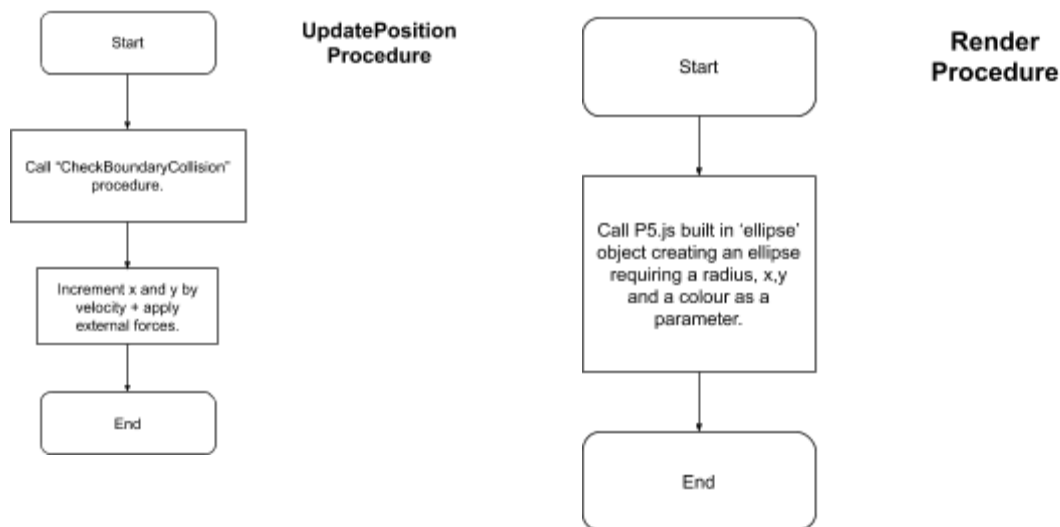 UpdatePosition
Procedure
Start
Call "CheckBoundaryCollision"
procedure.
Increment x and y by
velocity + apply
external forces.
End
Render
Procedure
Start
Call P5.js built in ‘ellipse’
object creating an ellipse
requiring a radius, x,y
and a colour as a
parameter.
End